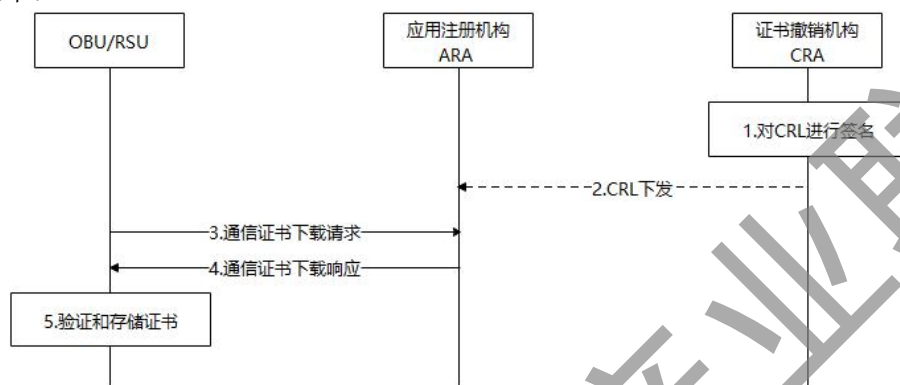 OBU/RSU
应用注册机构
ARA
证书撤销机构
CRA
1.对CRL进行签名
2.CRL下发
3.通信证书下载请求
4.通信证书下载响应
5.验证和存储证书
产业联